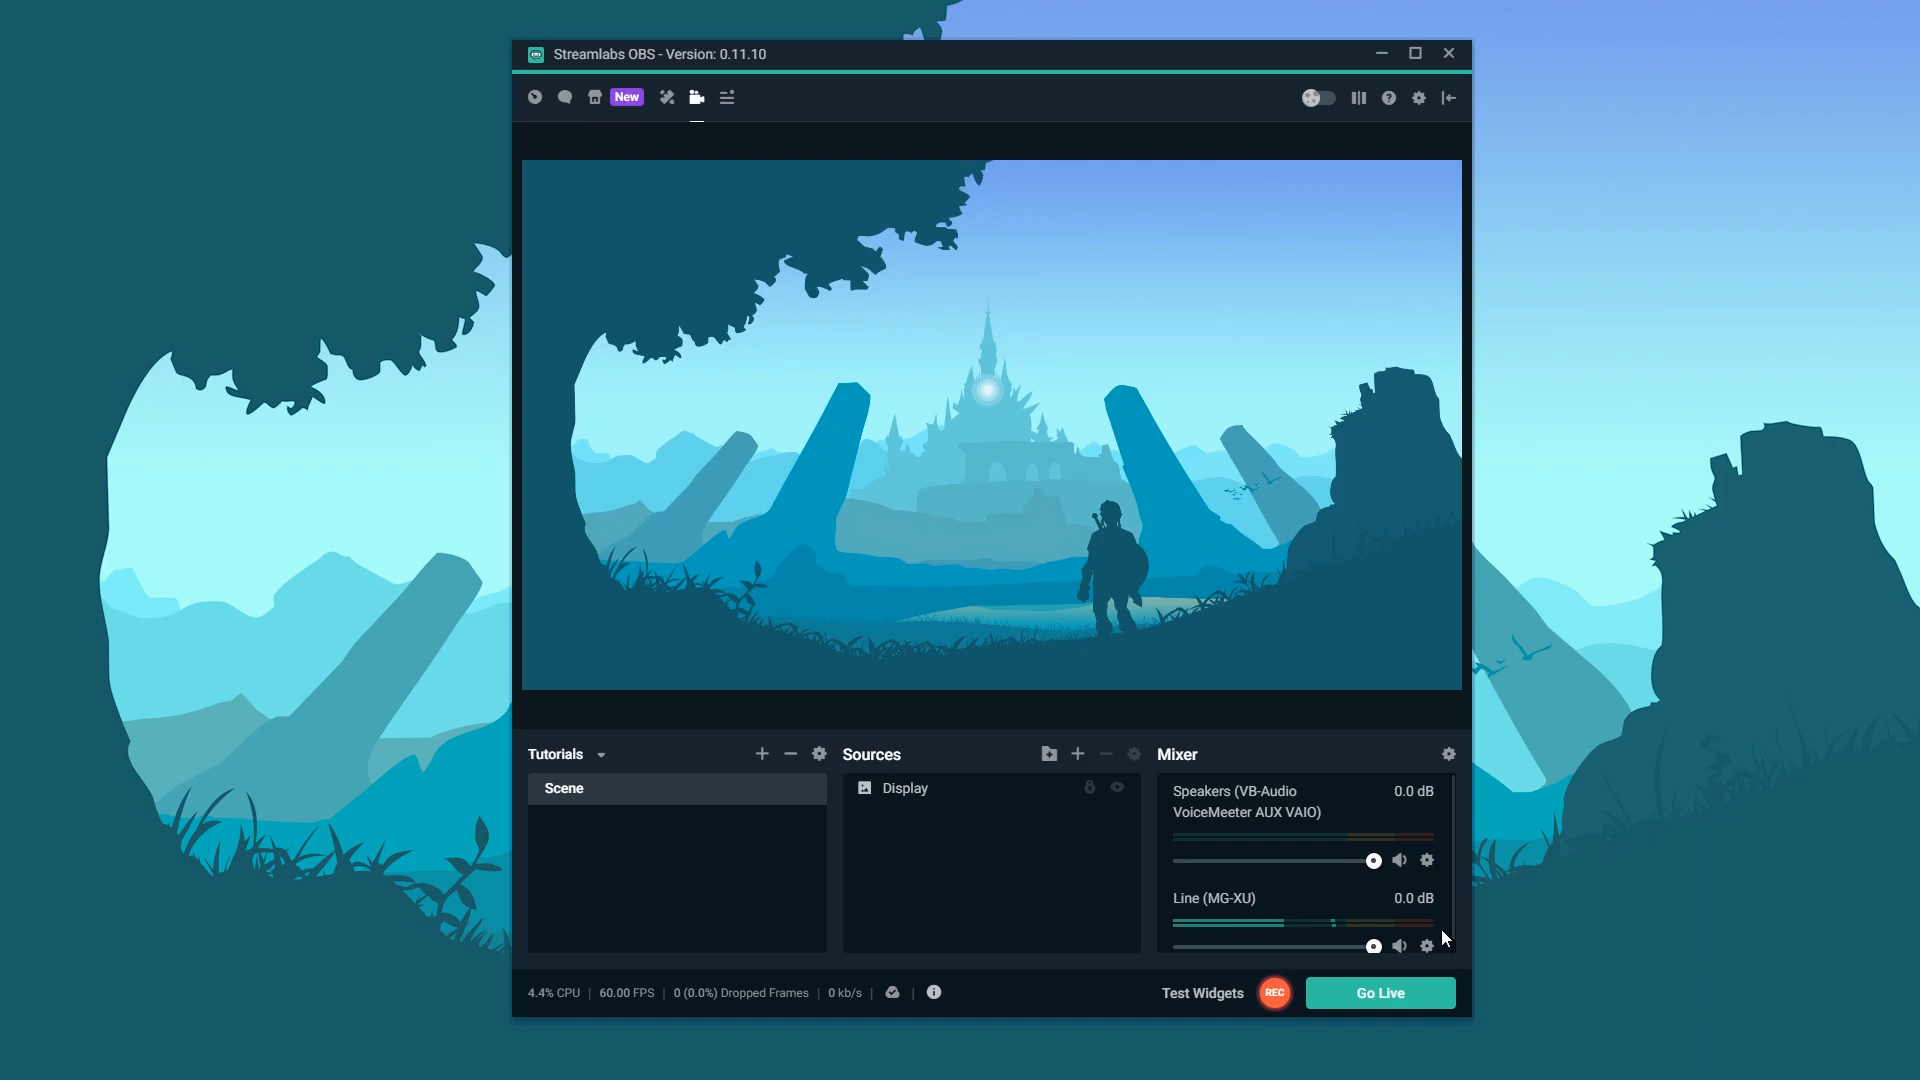 Streamlabs OBS - Version: 0.11.10
New
Tutorials
Sources
Mixer
Scene
Display
Speakers (VB-Audio
VoiceMeeter AUX VAIO)
0.0 dB
Line (MG-XU)
0.0 dB
4.4% CPU | 60.00 FPS | 0 (0.0%) Dropped Frames | 0 kb/s |
Test Widgets
REC
Go Live